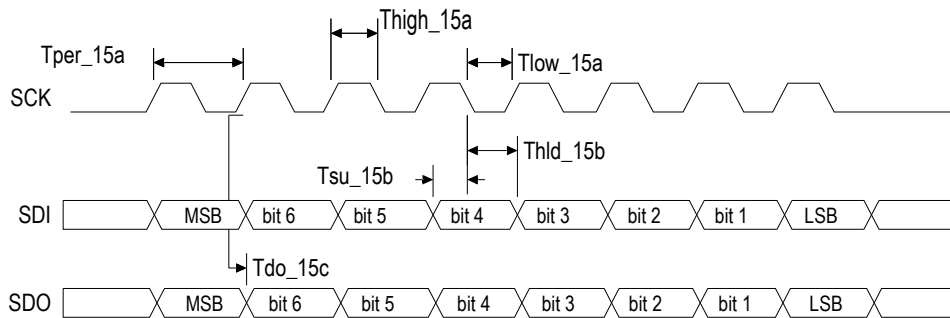 Thigh_15a
Tper_15a
Tlow_15a
SCK
Thld_15b
Tsu_15b
SDI MSB bit 6 bit 5 bit 4 bit 3 bit 2 bit 1 LSB
Tdo_15c
SDO MSB bit 6 bit 5 bit 4 bit 3 bit 2 bit 1 LSB